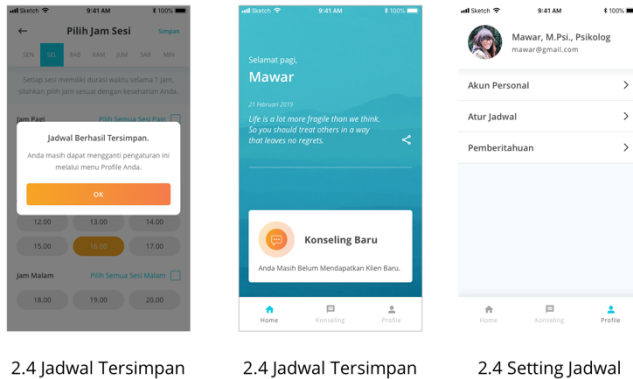 Sketch 9:41 AM 100%
Pilih Jam Sesi Simpan
SEN SEL RAB KAM JUM SAB MIN
Setiap sesi memiliki durasi waktu selama 1 jam,
silahkan pilih jam sesuai dengan keseharian Anda.
Jam Pagi Pilih Semua Sesi Pagi
Jadwal Berhasil Tersimpan.
Anda masih dapat mengganti pengaturan ini
melalui menu Profile Anda.
OK
12.00 13.00 14.00
15.00 16.00 17.00
Jam Malam Pilih Semua Sesi Malam
18.00 19.00 20.00
2.4 Jadwal Tersimpan
Sketch 9:41 AM 100%
Selamat pagi,
Mawar
21 Februari 2019
Life is a lot more fragile than we think.
So you should treat others in a way
that leaves no regrets.
Konseling Baru
Anda Masih Belum Mendapatkan Klien Baru.
Home Konseling Profile
2.4 Jadwal Tersimpan
Sketch 9:41 AM 100%
Mawar, M.Psi., Psikolog
mawar@gmail.com
Akun Personal
Atur Jadwal
Pemberitahuan
Home Konseling Profile
2.4 Setting Jadwal